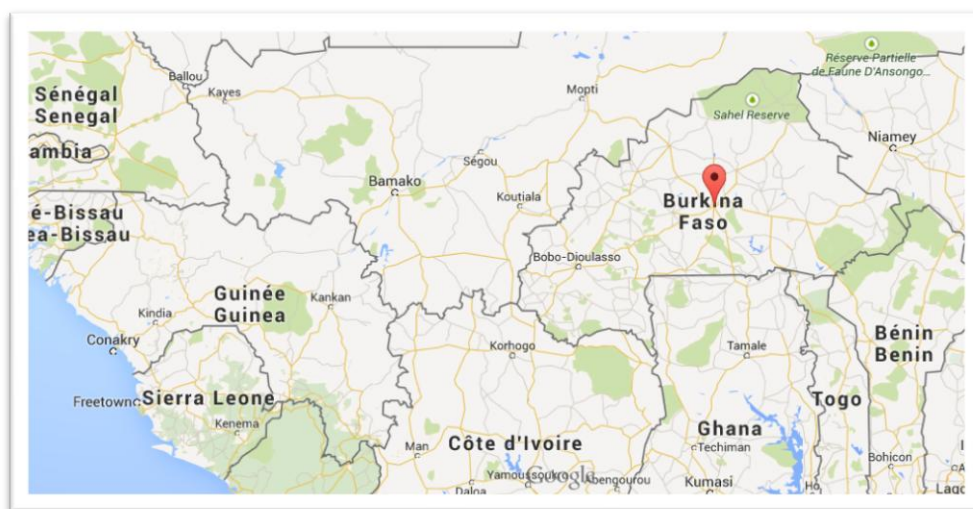 Réserve Partielle
de Faune D'Ansongo...
Ballou
Kayes
Mopti
Sénégal
Senegal
Sahel Reserve
Niamey
ambia
Ségou
Bamako
Koutiala
Burkina
Faso
é-Bissau
ea-Bissau
Bobo-Dioulasso
Guinée
Guinea
Kankan
Kindia
Conakry
Korhogo
Tamale
Bénin
Benin
Freetown
Sierra Leone
Togo
Kenema
Man
Côte d'Ivoire
Ghana
Techiman
Bohicon
Yamoussoukro
Google
Abengourou
Kumasi
Daloa
Ho
Lago